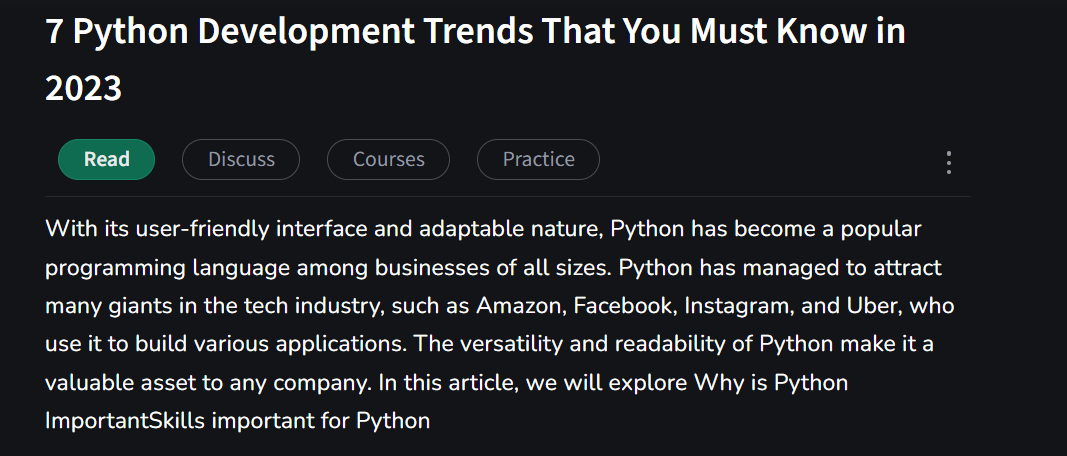 7 Python Development Trends That You Must Know in
2023
Read Discuss Courses Practice
With its user-friendly interface and adaptable nature, Python has become a popular
programming language among businesses of all sizes. Python has managed to attract
many giants in the tech industry, such as Amazon, Facebook, Instagram, and Uber, who
use it to build various applications. The versatility and readability of Python make it a
valuable asset to any company. In this article, we will explore Why is Python
ImportantSkills important for Python